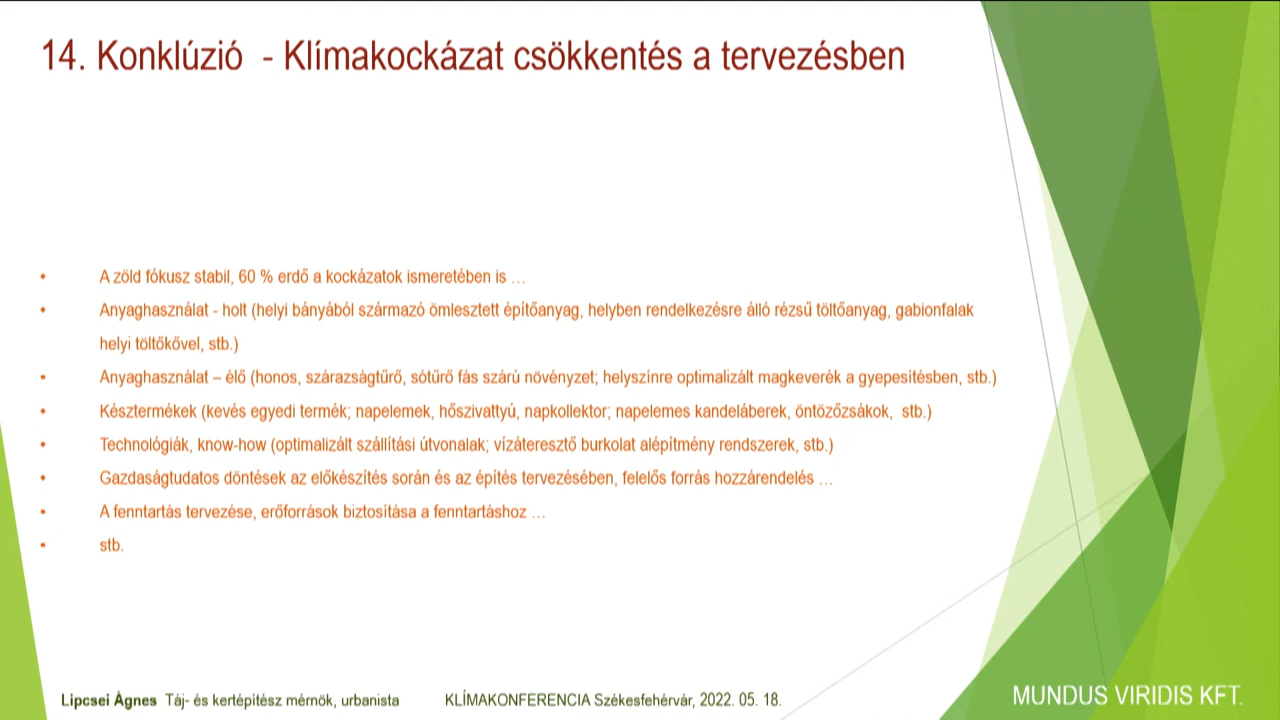 14. Konklúzió - Klímakockázat csökkentés a tervezésben
• A zöld fókusz stabil, 60 % erdő a kockázatok ismeretében is …
• Anyaghasználat - holt (helyi bányából származó ömlesztett építőanyag, helyben rendelkezésre álló rézsű töltőanyag, gabionfalak
helyi töltőkővel, stb.)
• Anyaghasználat – élő (honos, szárazságtűrő, sótűrő fás szárú növényzet; helyszínre optimalizált magkeverék a gyepesítésben, stb.)
• Késztermékek (kevés egyedi termék; napelemek, hőszivattyú, napkollektor; napelemes kandeláberek, öntözőzsákok, stb.)
• Technológiák, know-how (optimalizált szállítási útvonalak; vízáteresztő burkolat alépítmény rendszerek, stb.)
• Gazdaságtudatos döntések az előkészítés során és az építés tervezésében, felelős forrás hozzárendelés …
• A fenntartás tervezése, erőforrások biztosítása a fenntartáshoz …
• stb.
Lipcsei Ágnes Táj- és kertépítész mérnök, urbanista KLÍMAKONFERENCIA Székesfehérvár, 2022. 05. 18.
MUNDUS VIRIDIS KFT.